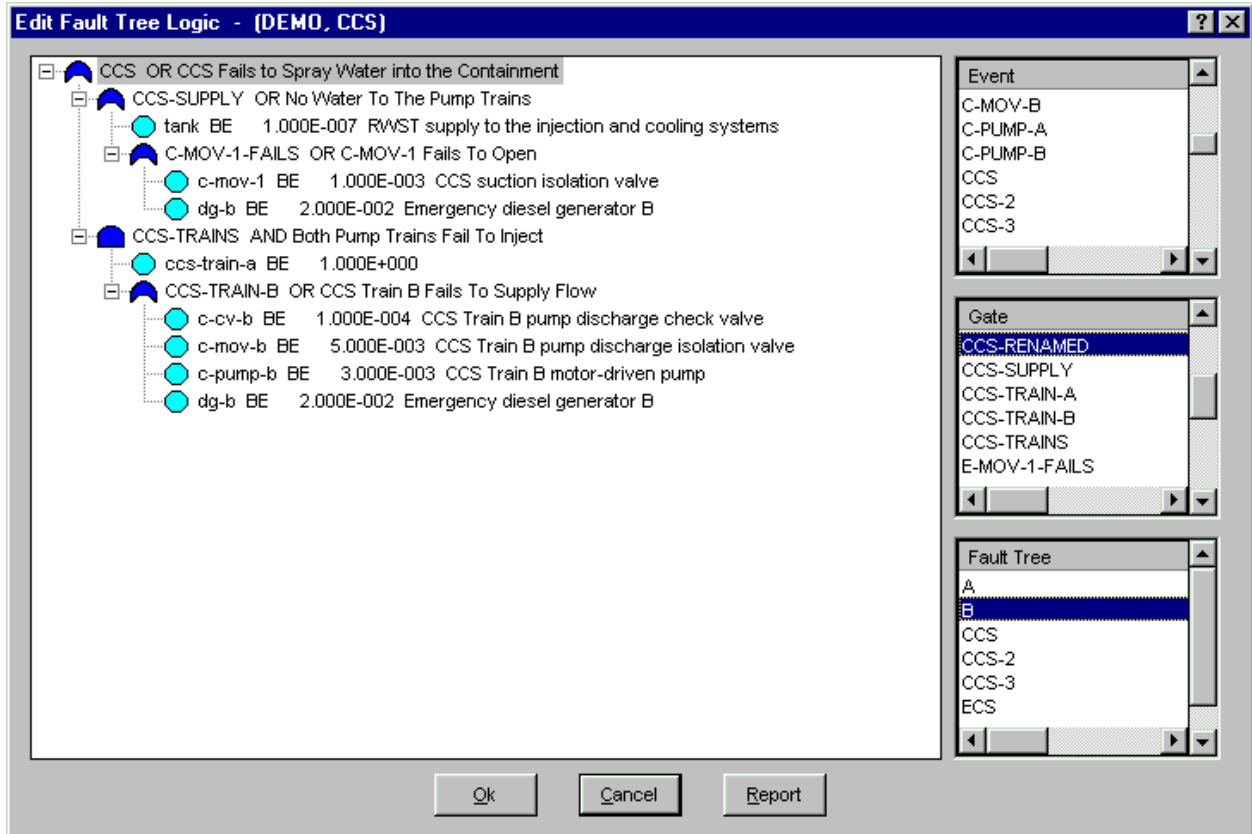 Edit Fault Tree Logic - (DEMO, CCS)
CCS OR CCS Fails to Spray Water into the Containment
CCS-SUPPLY OR No Water To The Pump Trains
tank BE 1.000E-007 RWST supply to the injection and cooling systems
C-MOV-1-FAILS OR C-MOV-1 Fails To Open
c-mov-1 BE 1.000E-003 CCS suction isolation valve
dg-b BE 2.000E-002 Emergency diesel generator B
CCS-TRAINS AND Both Pump Trains Fail To Inject
ccs-train-a BE 1.000E+000
CCS-TRAIN-B OR CCS Train B Fails To Supply Flow
c-cv-b BE 1.000E-004 CCS Train B pump discharge check valve
c-mov-b BE 5.000E-003 CCS Train B pump discharge isolation valve
c-pump-b BE 3.000E-003 CCS Train B motor-driven pump
dg-b BE 2.000E-002 Emergency diesel generator B
Event
C-MOV-B
C-PUMP-A
C-PUMP-B
CCS
CCS-2
CCS-3
Gate
CCS-RENAMED
CCS-SUPPLY
CCS-TRAIN-A
CCS-TRAIN-B
CCS-TRAINS
E-MOV-1-FAILS
Fault Tree
A
B
CCS
CCS-2
CCS-3
ECS
Ok
Cancel
Report